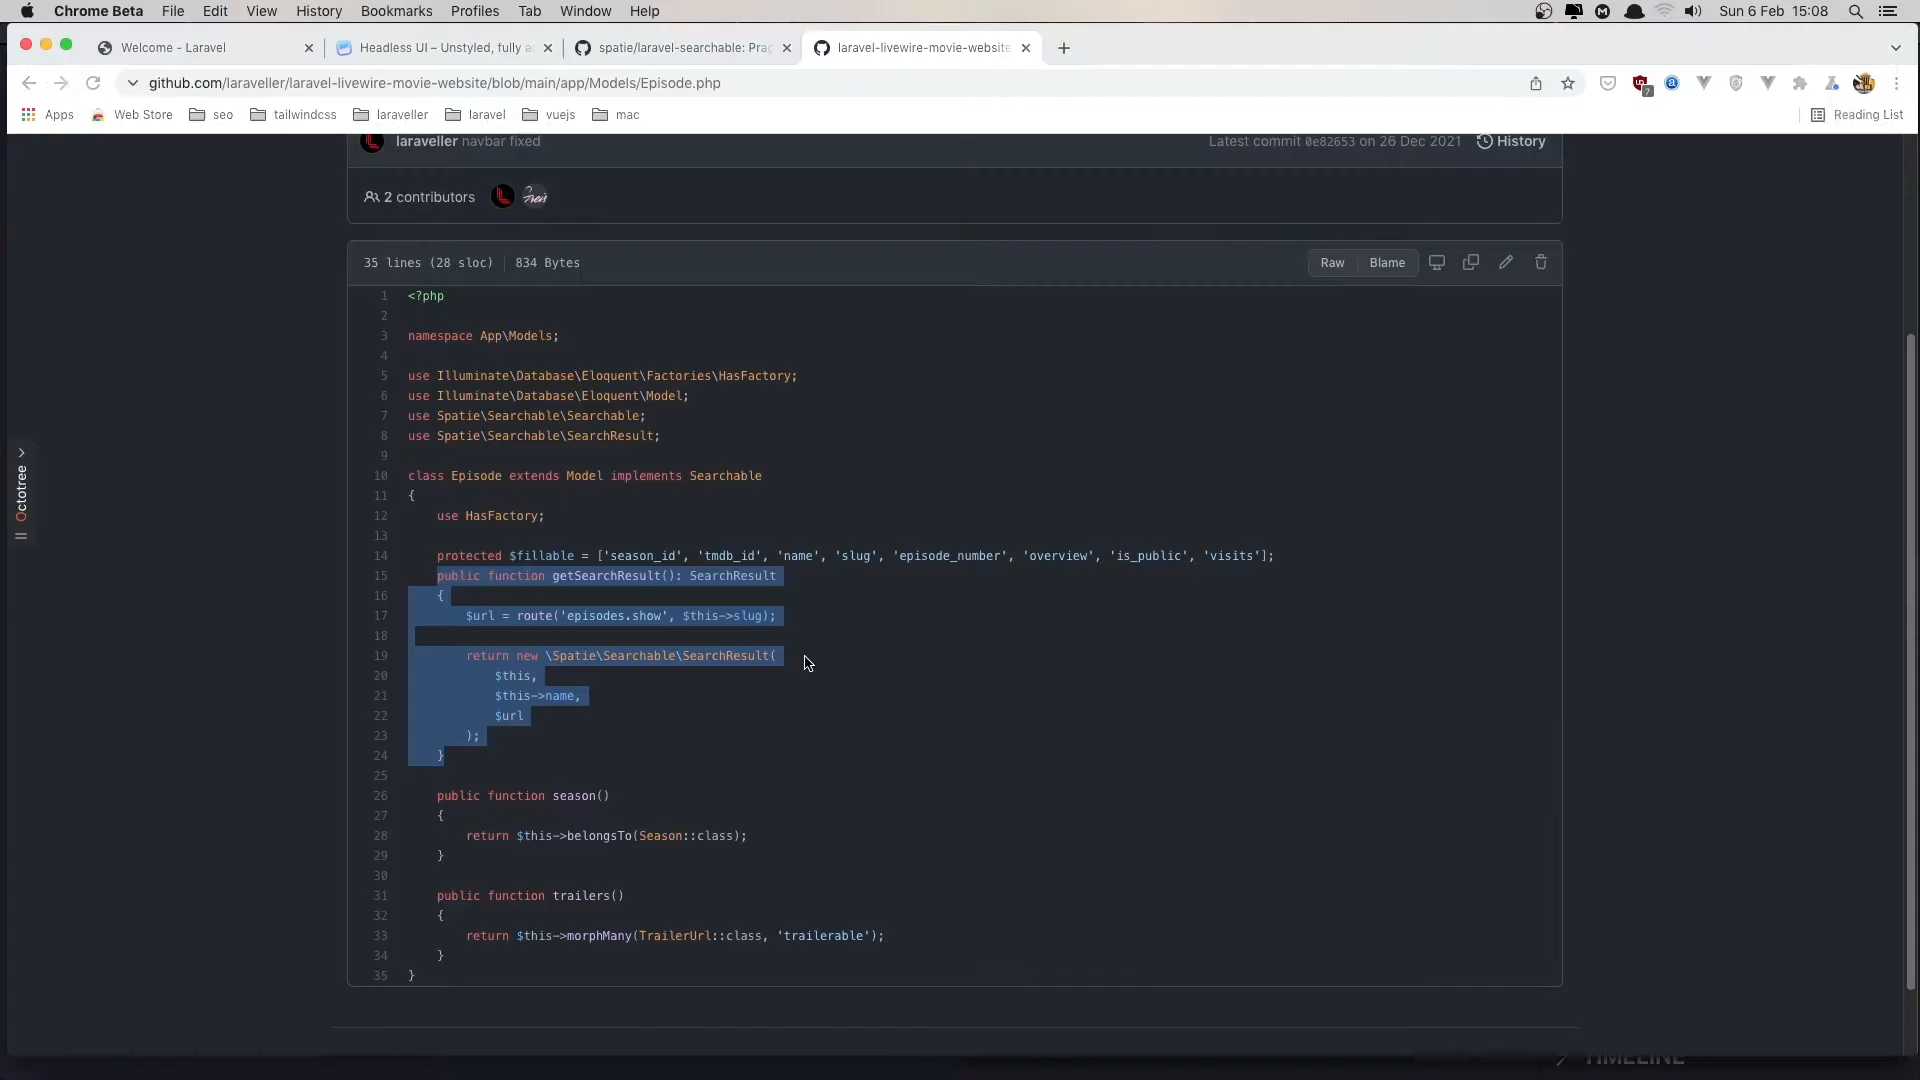 Chrome Beta File Edit View History Bookmarks Profiles Tab Window Help Sun 6 Feb 15:08
Welcome - Laravel Headless UI – Unstyled, fully a spatie/laravel-searchable: Prag laravel-livewire-movie-website
github.com/laraveller/laravel-livewire-movie-website/blob/main/app/Models/Episode.php 7
Apps Web Store seo tailwindcss laraveller laravel vuejs mac Reading List
laraveller navbar fixed Latest commit 0e82653 on 26 Dec 2021 History
2 contributors
35 lines (28 sloc) 834 Bytes Raw Blame
1 <?php
2
3 namespace App\Models;
4
5 use Illuminate\Database\Eloquent\Factories\HasFactory;
6 use Illuminate\Database\Eloquent\Model;
7 use Spatie\Searchable\Searchable;
8 use Spatie\Searchable\SearchResult;
9
10 class Episode extends Model implements Searchable
11 {
12 use HasFactory;
13
14 protected $fillable = ['season_id', 'tmdb_id', 'name', 'slug', 'episode_number', 'overview', 'is_public', 'visits'];
15 public function getSearchResult(): SearchResult
16 {
17 $url = route('episodes.show', $this->slug);
18
19 return new \Spatie\Searchable\SearchResult(
20 $this,
21 $this->name,
22 $url
23 );
24 }
25
26 public function season()
27 {
28 return $this->belongsTo(Season::class);
29 }
30
31 public function trailers()
32 {
33 return $this->morphMany(TrailerUrl::class, 'trailerable');
34 }
35 }
Octotree
TIMELINE